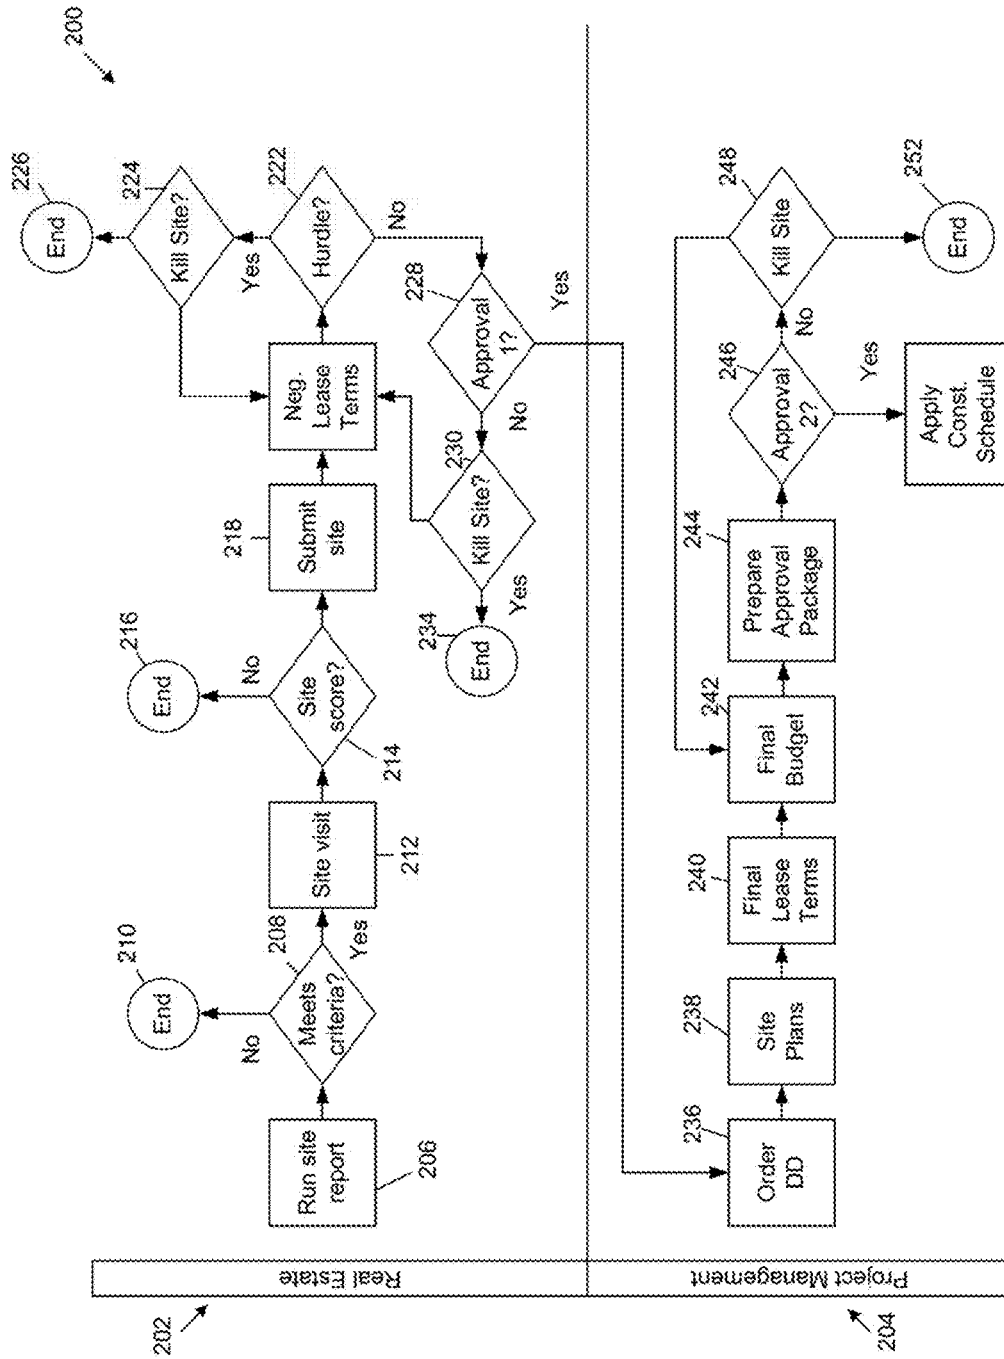 200
202
Real Estate
Run site
report
206
Meets
criteria?
208
No
End
210
Yes
Site visit
212
Site
score?
214
No
End
216
Submit
site
218
Neg.
Lease
Terms
Hurdle?
222
Yes
Kill Site?
224
End
226
No
Approval
1?
228
Yes
No
Kill Site?
230
Yes
End
234
204
Project Management
Order
DD
236
Site
Plans
238
Final
Lease
Terms
240
Final
Budget
242
Prepare
Approval
Package
244
Approval
2?
246
No
Kill Site
248
End
252
Yes
Apply
Const.
Schedule